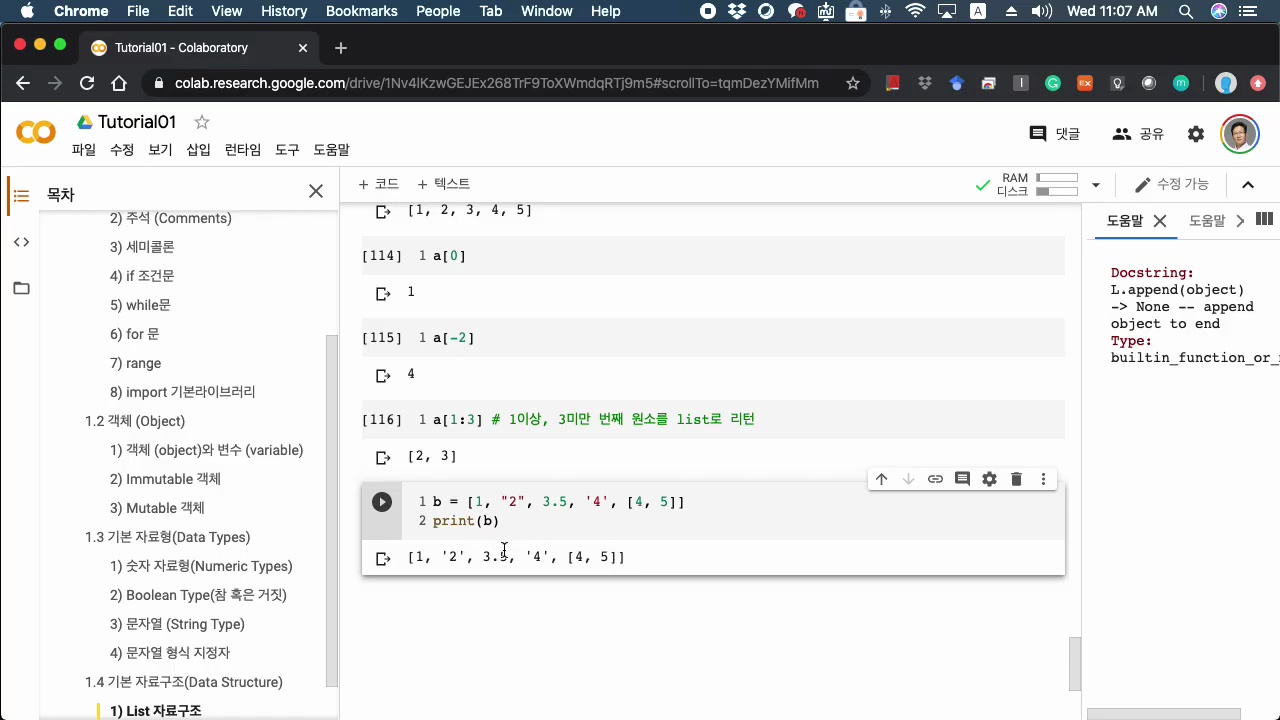 Chrome File Edit View History Bookmarks People Tab Window Help A Wed 11:07 AM
Tutorial01 - Colaboratory
colab.research.google.com/drive/1Nv4lKzwGEJEx268TrF9ToXWmdqRTj9m5#scrollTo=tqmDezYMifMm
Tutorial01
댓글 공유
파일 수정 보기 삽입 런타임 도구 도움말
목차
2) 주석 (Comments)
3) 세미콜론
4) if 조건문
5) while문
6) for 문
7) range
8) import 기본라이브러리
1.2 객체 (Object)
1) 객체 (object)와 변수 (variable)
2) Immutable 객체
3) Mutable 객체
1.3 기본 자료형(Data Types)
1) 숫자 자료형(Numeric Types)
2) Boolean Type(참 혹은 거짓)
3) 문자열 (String Type)
4) 문자열 형식 지정자
1.4 기본 자료구조(Data Structure)
1) List 자료구조
+ 코드 + 텍스트
RAM
디스크
수정 가능
[1, 2, 3, 4, 5]
[114] 1 a[0]
1
[115] 1 a[-2]
4
[116] 1 a[1:3] # 1이상, 3미만 번째 원소를 list로 리턴
[2, 3]
1 b = [1, "2", 3.5, '4', [4, 5]]
2 print(b)
[1, '2', 3.5, '4', [4, 5]]
도움말 도움말
Docstring:
L.append(object)
-> None -- append
object to end
Type:
builtin_function_or_